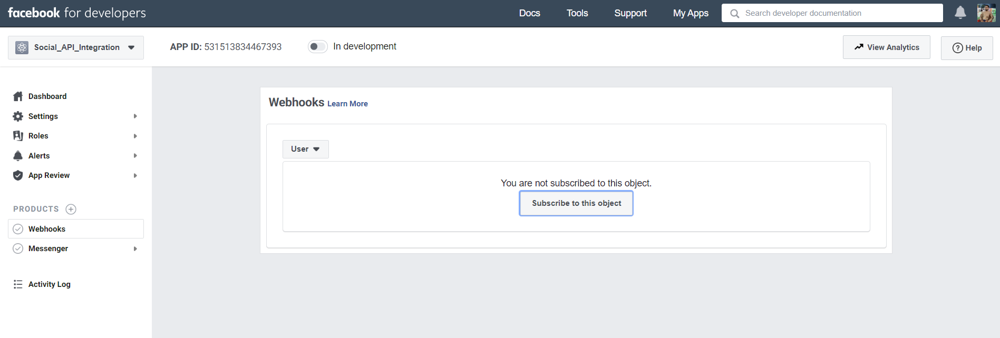 facebook for developers
Docs
Tools
Support
My Apps
Search developer documentation
Social_API_Integration
APP ID: 531513834467393
In development
View Analytics
? Help
Dashboard
Settings
Roles
Alerts
App Review
PRODUCTS
Webhooks
Messenger
Activity Log
Webhooks Learn More
User
You are not subscribed to this object.
Subscribe to this object